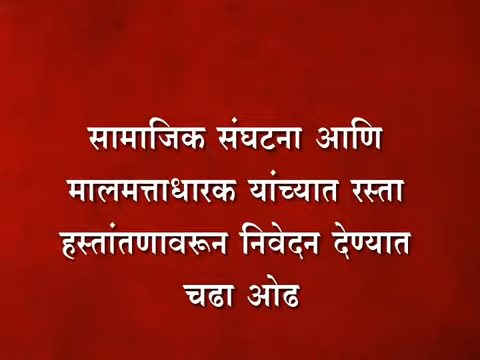 सामाजिक संघटना आणि
मालमत्ताधारक यांच्यात रस्ता
हस्तांतणावरून निवेदन देण्यात
चढा ओढ